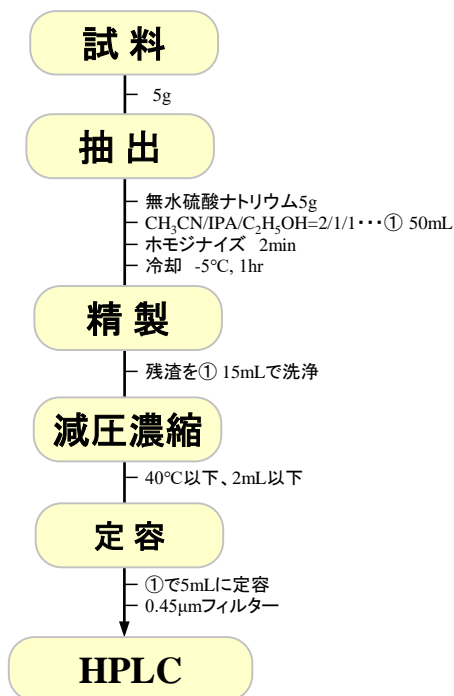 試料
5g
抽出
無水硫酸ナトリウム5g
CH₃CN/IPA/C₂H₅OH=2/1/1・・・① 50mL
ホモジナイズ 2min
冷却 -5℃, 1hr
精製
残渣を① 15mLで洗浄
減圧濃縮
40℃以下、2mL以下
定容
①で5mLに定容
0.45μmフィルター
HPLC